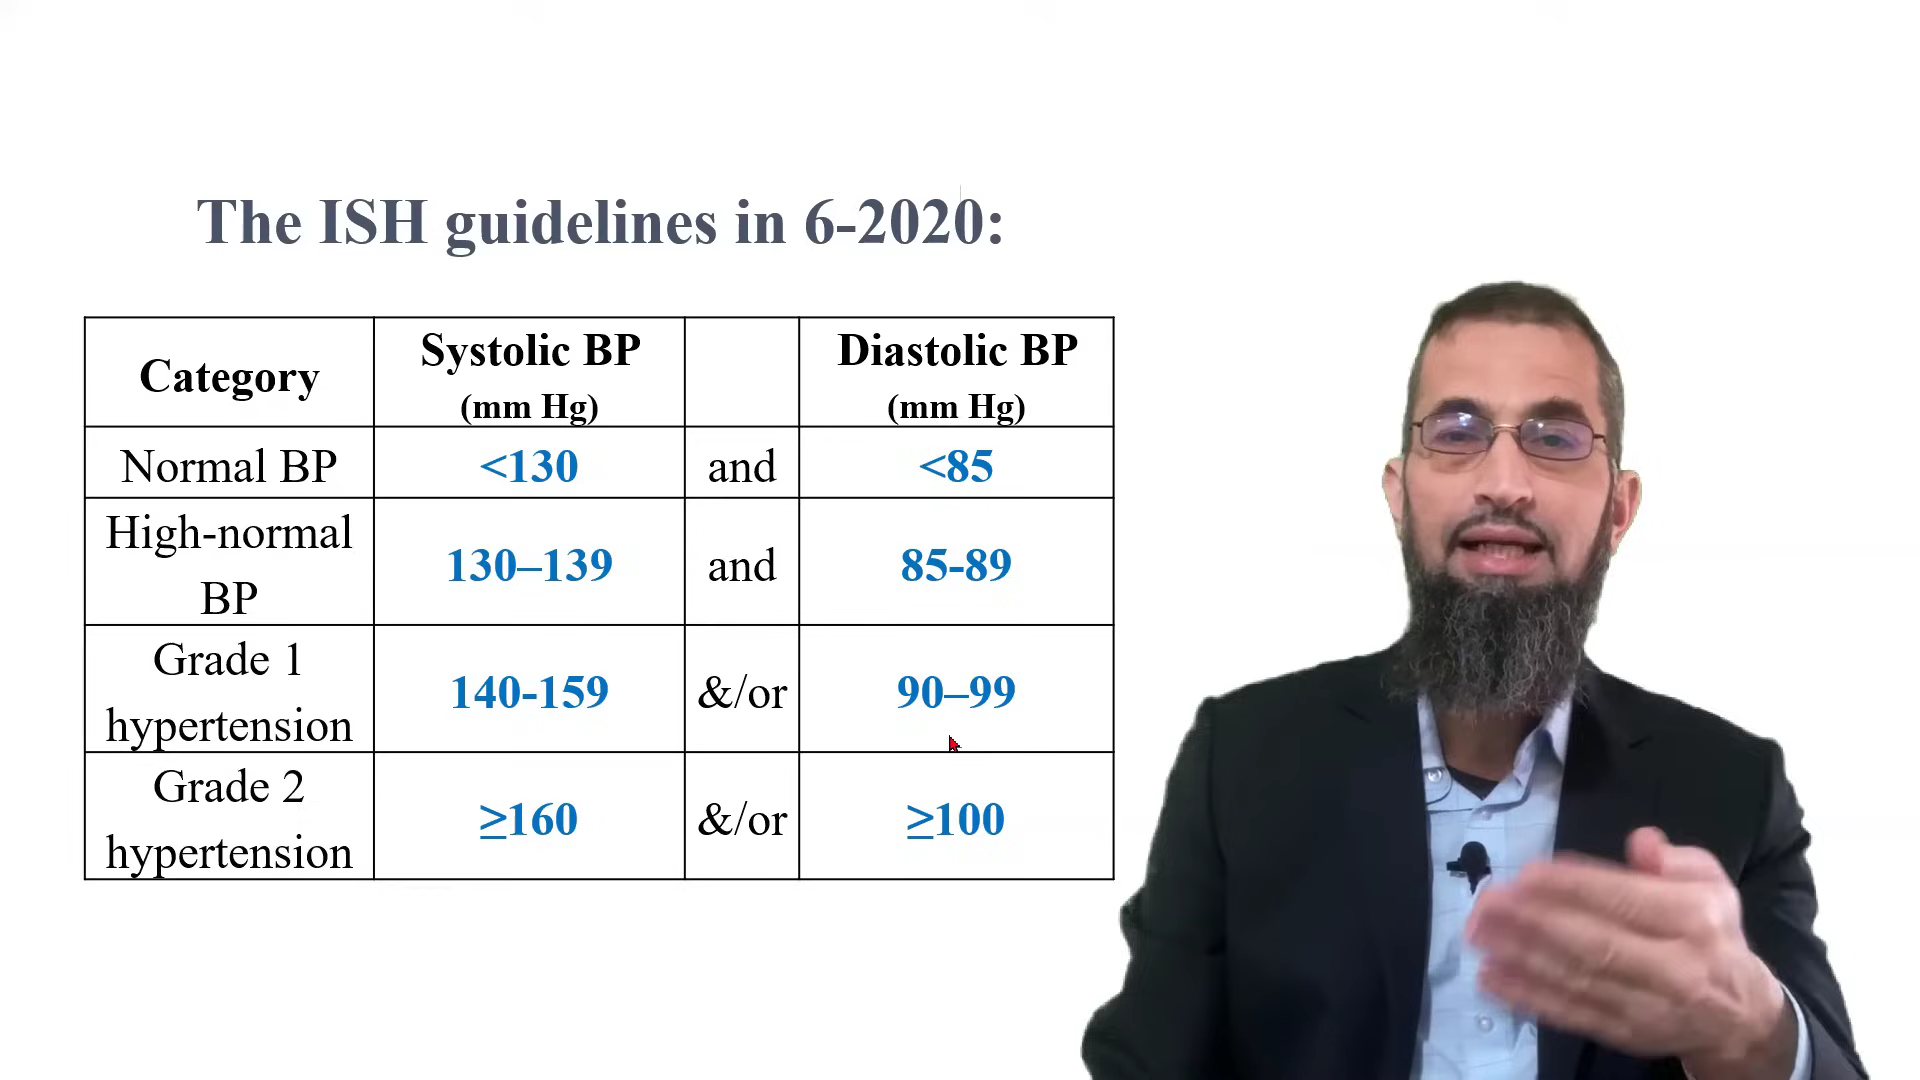 The ISH guidelines in 6-2020:
Category
Systolic BP
(mm Hg)
Diastolic BP
(mm Hg)
Normal BP
<130
and
<85
High-normal
BP
130–139
and
85-89
Grade 1
hypertension
140-159
&/or
90–99
Grade 2
hypertension
≥160
&/or
≥100